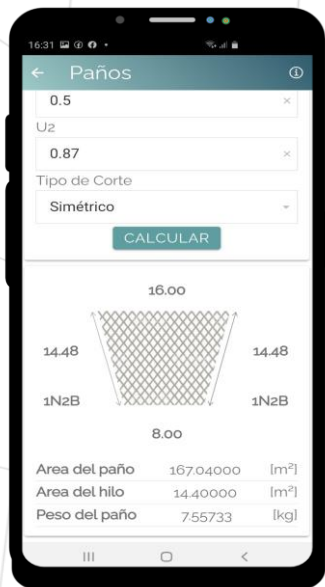 16:31
Paños
0.5
U2
0.87
Tipo de Corte
Simétrico
CALCULAR
16.00
14.48 14.48
1N2B 1N2B
8.00
Area del paño 167.04000 [m²]
Area del hilo 14.40000 [m²]
Peso del paño 7.55733 [kg]